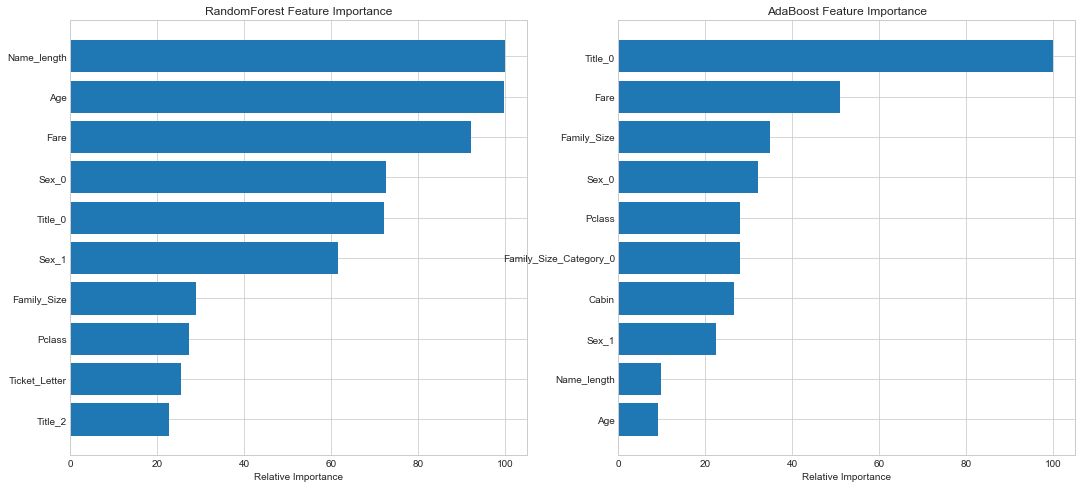 RandomForest Feature Importance
Name_length
Age
Fare
Sex_0
Title_0
Sex_1
Family_Size
Pclass
Ticket_Letter
Title_2
0 20 40 60 80 100
Relative Importance
AdaBoost Feature Importance
Title_0
Fare
Family_Size
Sex_0
Pclass
Family_Size_Category_0
Cabin
Sex_1
Name_length
Age
0 20 40 60 80 100
Relative Importance